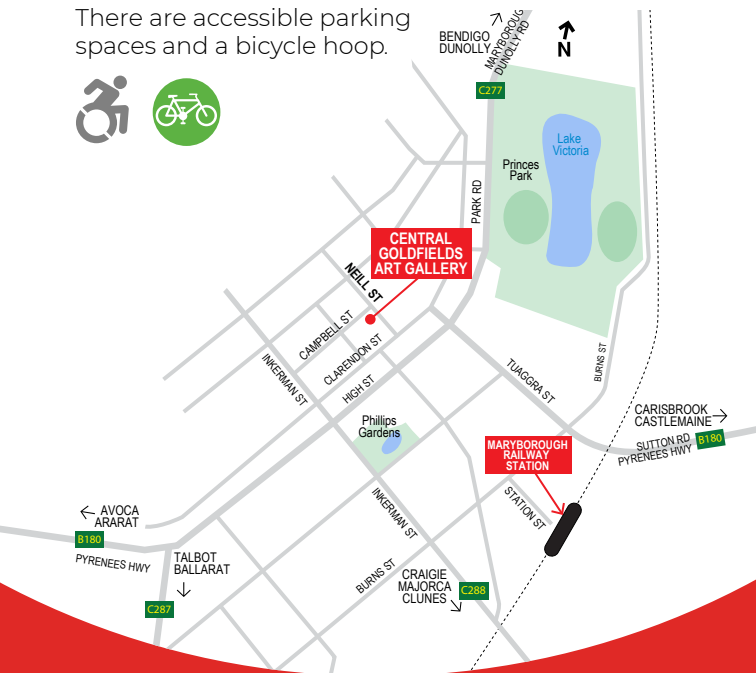 There are accessible parking
spaces and a bicycle hoop.
BENDIGO
DUNOLLY
MARYBOROUG
DUNOLLY RD
N
C277
Lake
Victoria
Princes
Park
PARK RD
CENTRAL
GOLDFIELDS
ART GALLERY
NEILL ST
CAMPBELL ST
CLARENDON ST
HIGH ST
INKERMAN ST
TUAGGRA ST
BURNS ST
CARISBROOK
CASTLEMAINE
SUTTON RD
PYRENEES HWY
B180
Phillips
Gardens
MARYBOROUGH
RAILWAY
STATION
STATION ST
INKERMAN ST
AVOCA
ARARAT
B180
PYRENEES HWY
TALBOT
BALLARAT
C287
BURNS ST
CRAIGIE
MAJORCA
CLUNES
C288